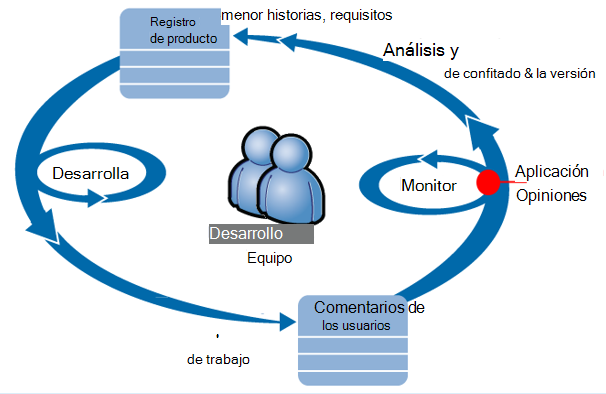 Registro
de producto
menor historias, requisitos
Análisis y
de confitado & la versión
Desarrolla
Monitor
Aplicación
Opiniones
Desarrollo
Equipo
Comentarios de
los usuarios
de trabajo